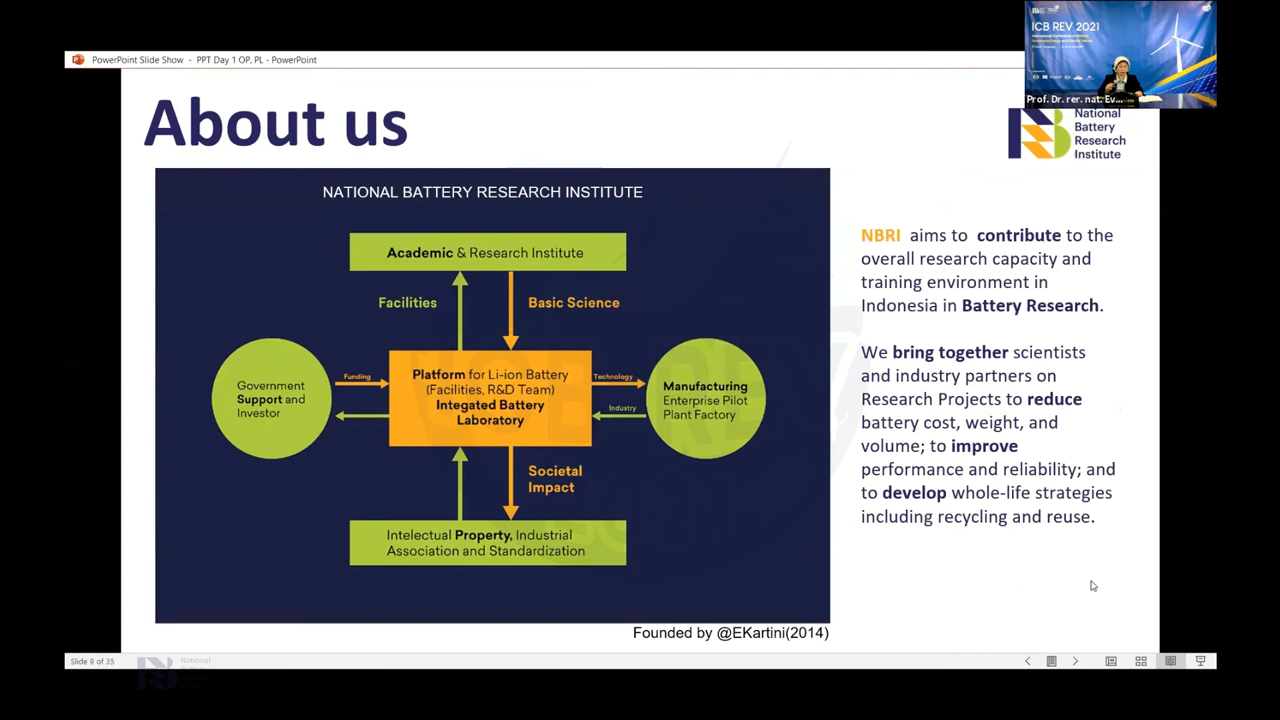 PowerPoint Slide Show - PPT Day 1 OP, PL - PowerPoint
ICB REV 2021
Prof. Dr. rer. nat. Ev...
About us
National
Battery
Research
Institute
NATIONAL BATTERY RESEARCH INSTITUTE
Academic & Research Institute
Facilities
Basic Science
Government
Support and
Investor
Funding
Platform for Li-ion Battery
(Facilities, R&D Team)
Integated Battery
Laboratory
Technology
Industry
Manufacturing
Enterprise Pilot
Plant Factory
Societal
Impact
Intelectual Property, Industrial
Association and Standardization
Founded by @EKartini(2014)
NBRI aims to contribute to the
overall research capacity and
training environment in
Indonesia in Battery Research.
We bring together scientists
and industry partners on
Research Projects to reduce
battery cost, weight, and
volume; to improve
performance and reliability; and
to develop whole-life strategies
including recycling and reuse.
Slide 9 of 35
National